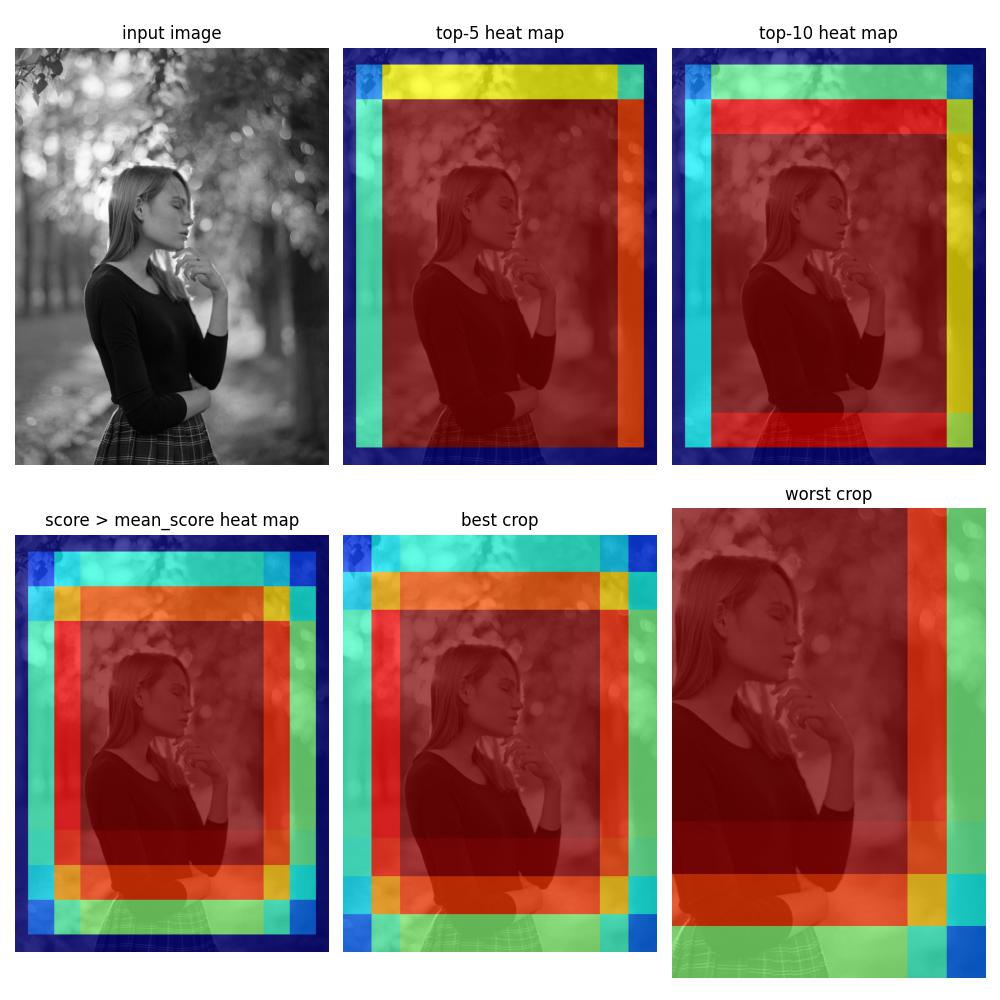 input image
top-5 heat map
top-10 heat map
score > mean_score heat map
best crop
worst crop